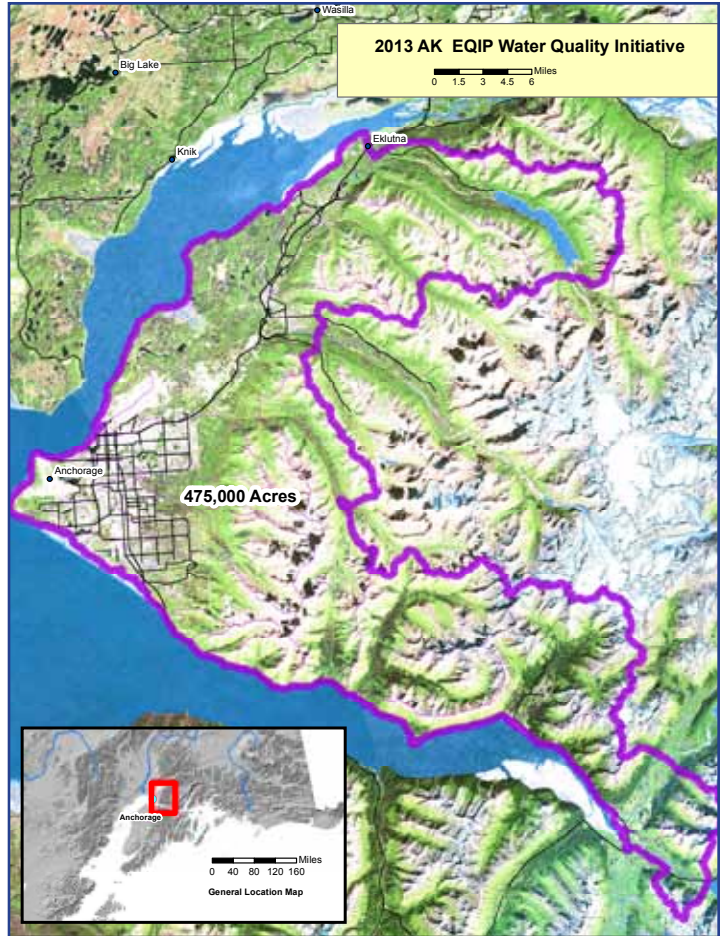 Wasilla
2013 AK EQIP Water Quality Initiative
Miles
0 1.5 3 4.5 6
Big Lake
Eklutna
Knik
Anchorage
475,000 Acres
Anchorage
Miles
0 40 80 120 160
General Location Map